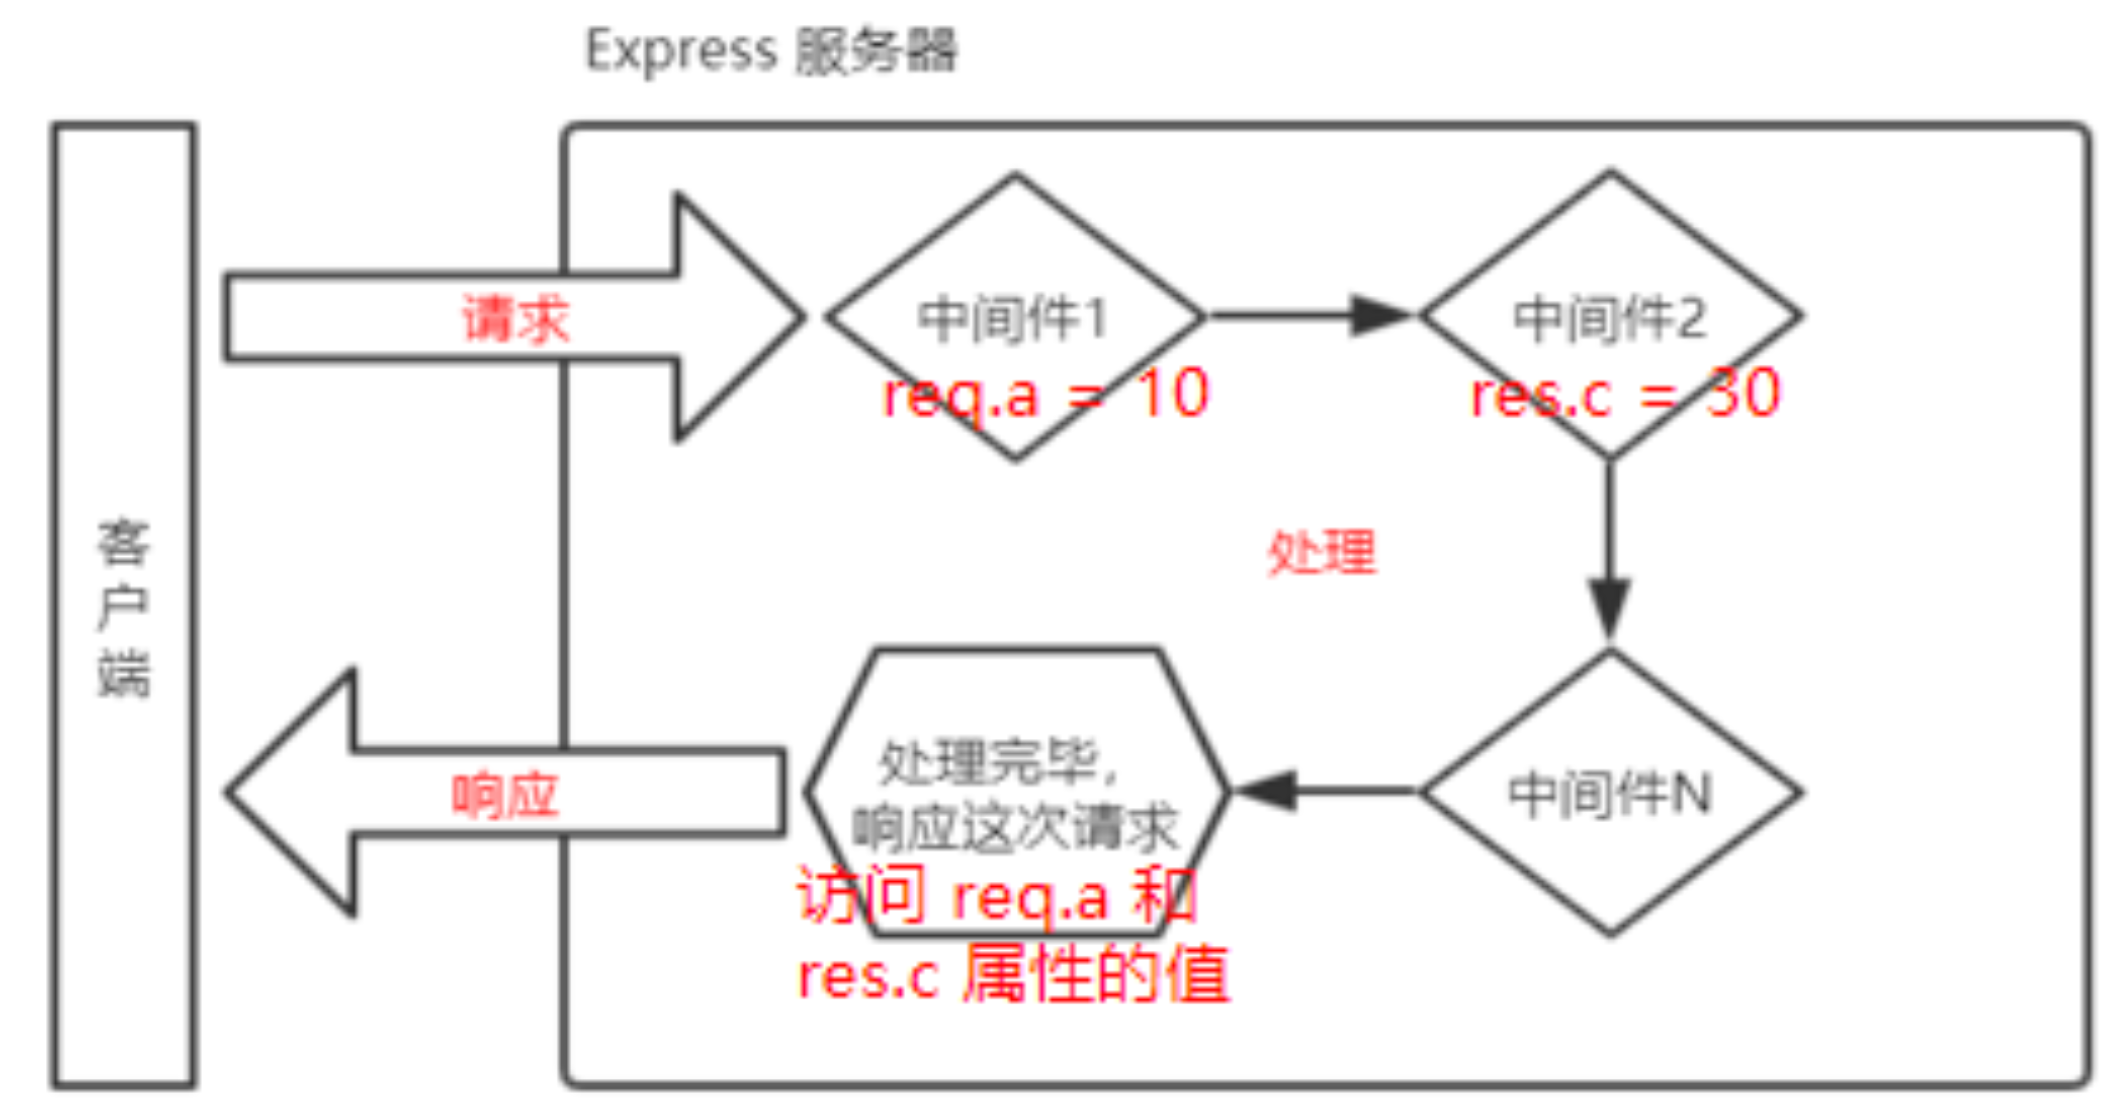 Express 服务器
客户端
请求
中间件1
req.a = 10
中间件2
res.c = 30
处理
中间件N
处理完毕，
响应这次请求
访问 req.a 和
res.c 属性的值
响应